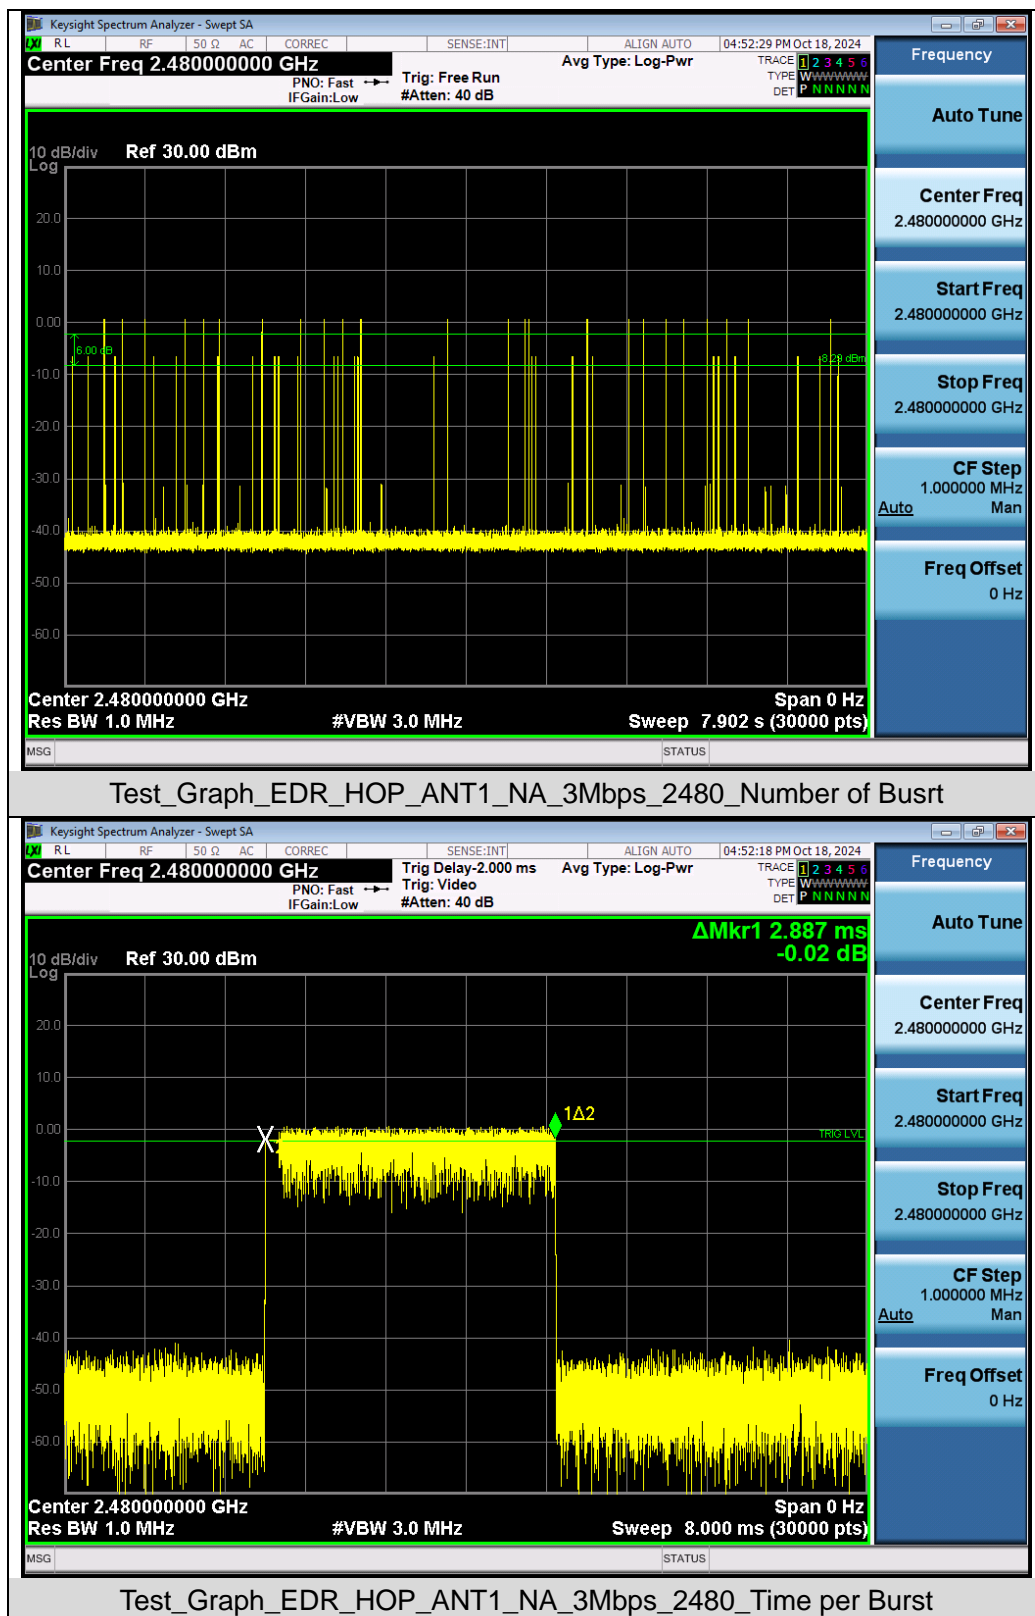 Keysight Spectrum Analyzer - Swept SA
LXI RL RF 50 Ω AC CORREC SENSE:INT ALIGN AUTO 04:52:29 PM Oct 18, 2024
Center Freq 2.480000000 GHz
PNO: Fast
IFGain:Low
Trig: Free Run
#Atten: 40 dB
Avg Type: Log-Pwr
TRACE 1 2 3 4 5 6
TYPE WWWWWW
DET P N N N N N
Frequency
Auto Tune
Center Freq
2.480000000 GHz
Start Freq
2.480000000 GHz
Stop Freq
2.480000000 GHz
CF Step
1.000000 MHz
Auto Man
Freq Offset
0 Hz
10 dB/div Ref 30.00 dBm
Log
20.0
10.0
0.00
6.00 dB
-8.29 dBm
-10.0
-20.0
-30.0
-40.0
-50.0
-60.0
Center 2.480000000 GHz Span 0 Hz
Res BW 1.0 MHz #VBW 3.0 MHz Sweep 7.902 s (30000 pts)
MSG STATUS
Test_Graph_EDR_HOP_ANT1_NA_3Mbps_2480_Number of Busrt
Keysight Spectrum Analyzer - Swept SA
LXI RL RF 50 Ω AC CORREC SENSE:INT ALIGN AUTO 04:52:18 PM Oct 18, 2024
Center Freq 2.480000000 GHz
PNO: Fast
IFGain:Low
Trig Delay-2.000 ms
Trig: Video
#Atten: 40 dB
Avg Type: Log-Pwr
TRACE 1 2 3 4 5 6
TYPE WWWWWW
DET P N N N N N
Frequency
Auto Tune
Center Freq
2.480000000 GHz
Start Freq
2.480000000 GHz
Stop Freq
2.480000000 GHz
CF Step
1.000000 MHz
Auto Man
Freq Offset
0 Hz
ΔMkr1 2.887 ms
-0.02 dB
10 dB/div Ref 30.00 dBm
Log
20.0
10.0
0.00
1Δ2
TRIG LVL
-10.0
-20.0
-30.0
-40.0
-50.0
-60.0
Center 2.480000000 GHz Span 0 Hz
Res BW 1.0 MHz #VBW 3.0 MHz Sweep 8.000 ms (30000 pts)
MSG STATUS
Test_Graph_EDR_HOP_ANT1_NA_3Mbps_2480_Time per Burst